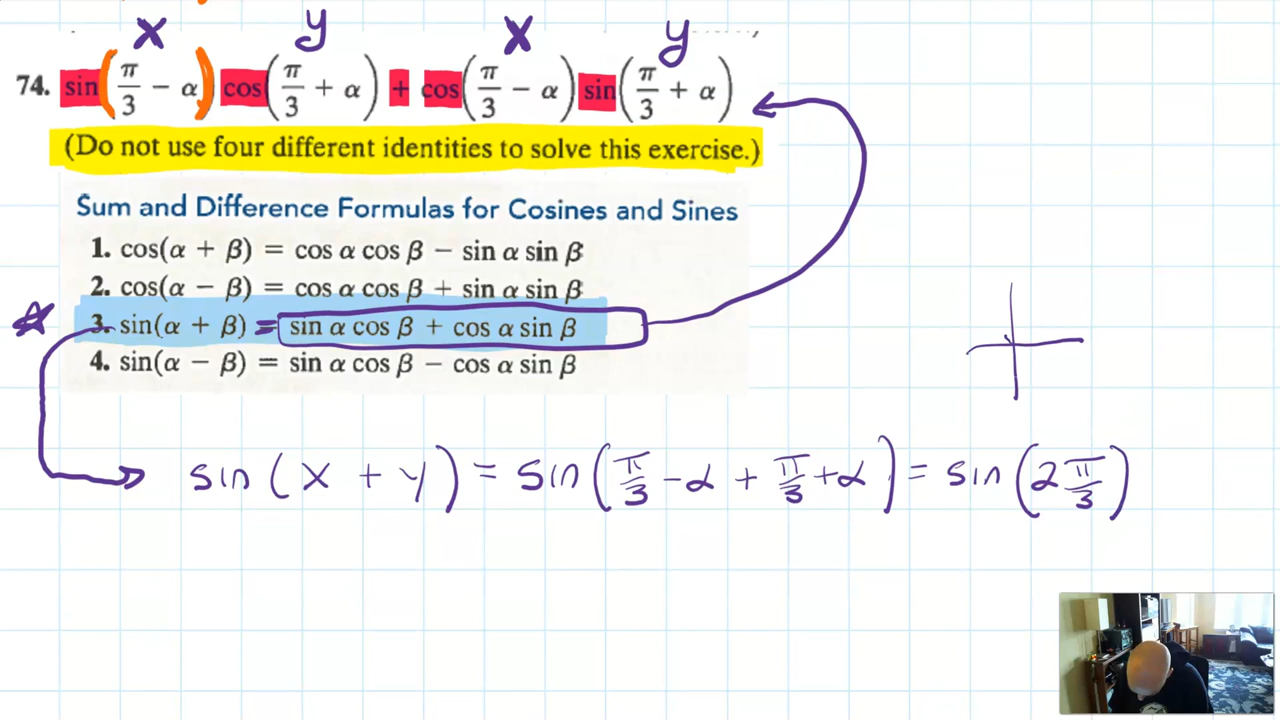 x y x y
74. sin(π/3 − α) cos(π/3 + α) + cos(π/3 − α) sin(π/3 + α)
(Do not use four different identities to solve this exercise.)
Sum and Difference Formulas for Cosines and Sines
1. cos(α + β) = cos α cos β − sin α sin β
2. cos(α − β) = cos α cos β + sin α sin β
3. sin(α + β) = sin α cos β + cos α sin β
4. sin(α − β) = sin α cos β − cos α sin β
sin(x + y) = sin(π/3 − α + π/3 + α) = sin(2π/3)